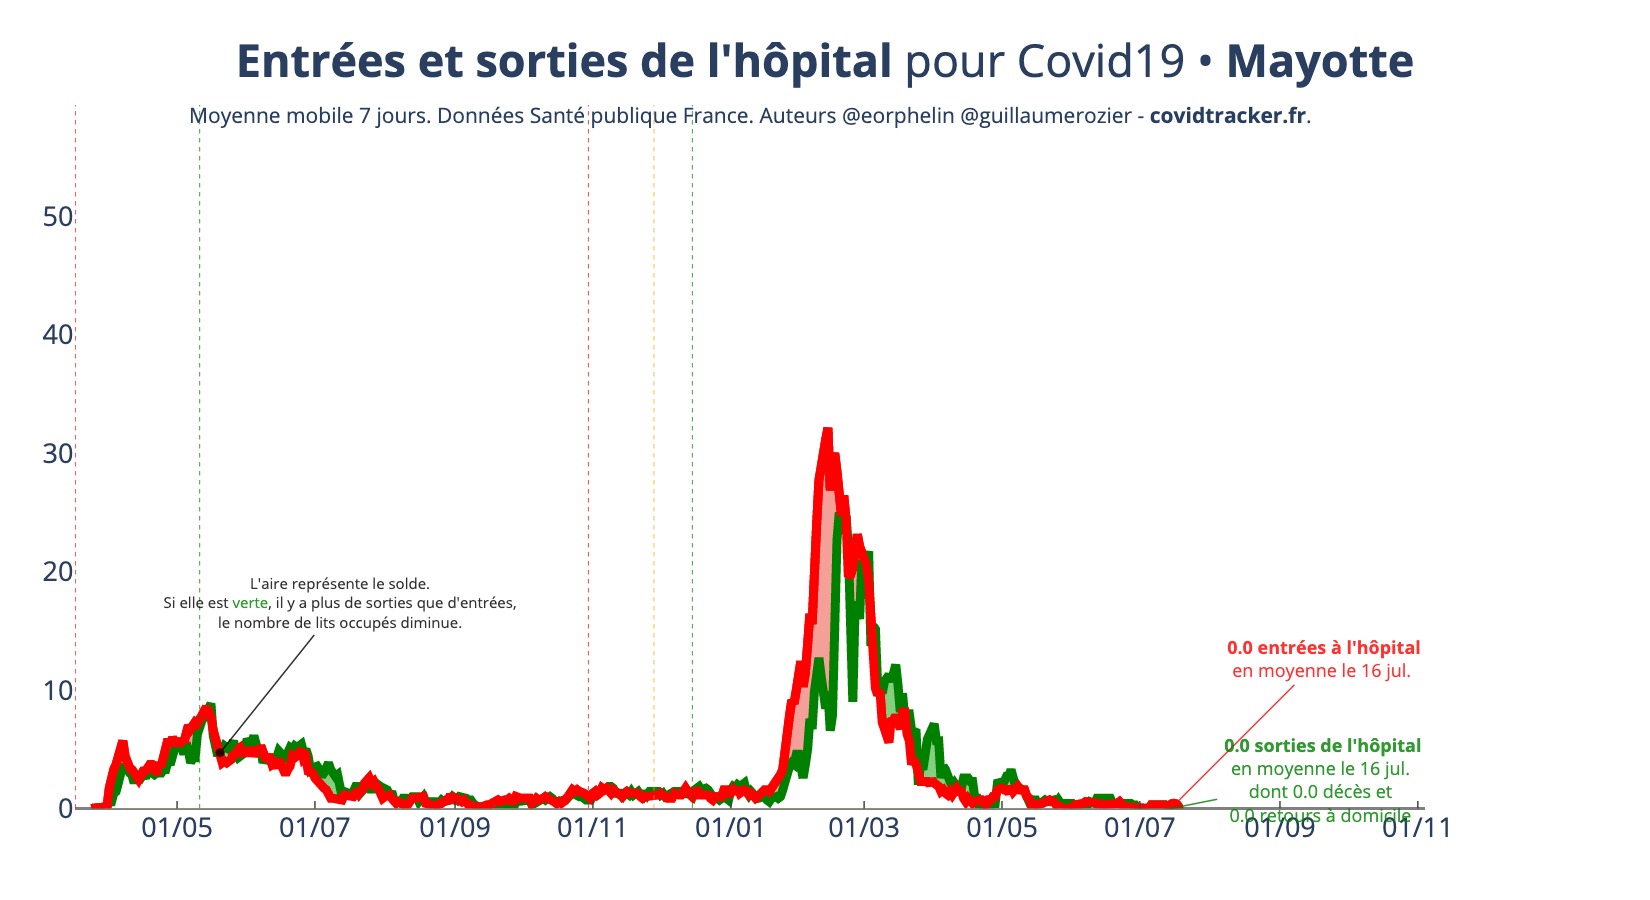 Entrées et sorties de l'hôpital pour Covid19 • Mayotte
Moyenne mobile 7 jours. Données Santé publique France. Auteurs @eorphelin @guillaumerozier - covidtracker.fr.
50
40
30
20
10
0
L'aire représente le solde.
Si elle est verte, il y a plus de sorties que d'entrées,
le nombre de lits occupés diminue.
0.0 entrées à l'hôpital
en moyenne le 16 jul.
0.0 sorties de l'hôpital
en moyenne le 16 jul.
dont 0.0 décès et
0.0 retours à domicile
01/05 01/07 01/09 01/11 01/01 01/03 01/05 01/07 01/09 01/11